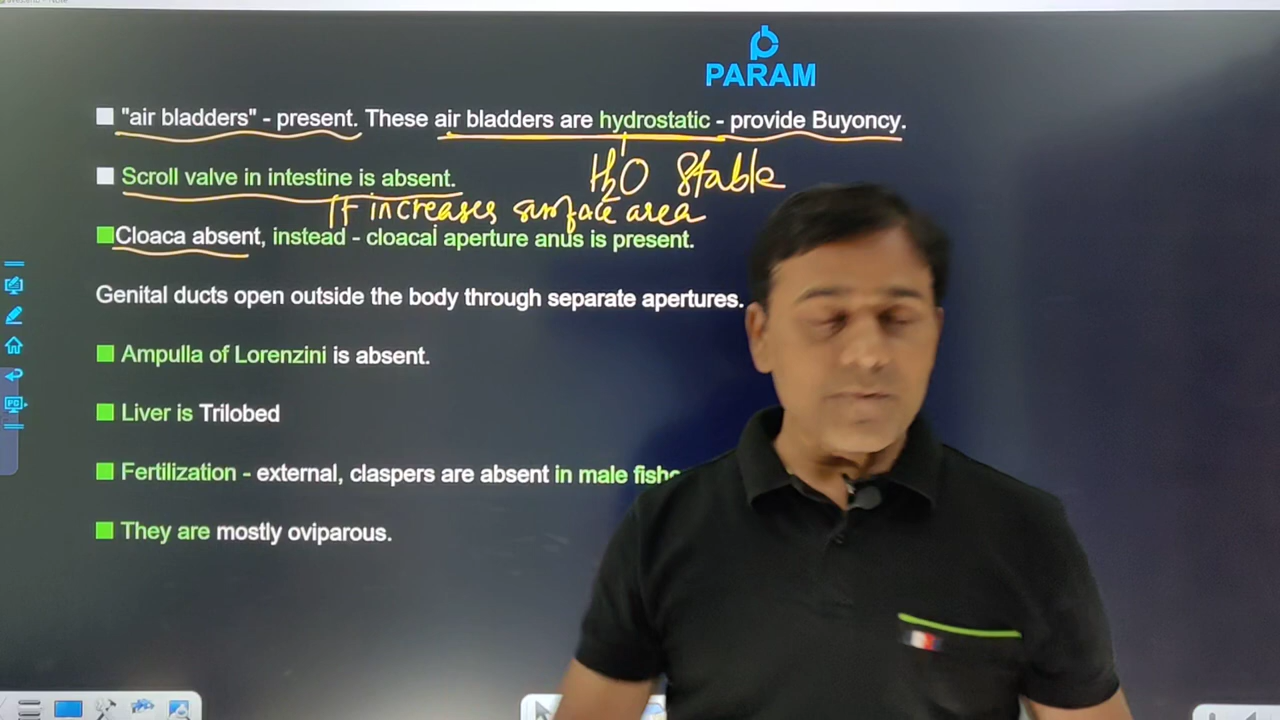 PARAM
"air bladders" - present. These air bladders are hydrostatic - provide Buyoncy.
H2O Stable
Scroll valve in intestine is absent.
It increases surface area
Cloaca absent, instead - cloacal aperture anus is present.
Genital ducts open outside the body through separate apertures.
Ampulla of Lorenzini is absent.
Liver is Trilobed
Fertilization - external, claspers are absent in male
They are mostly oviparous.